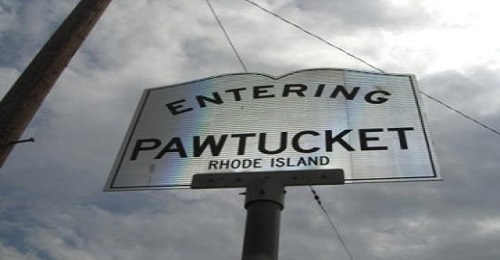 ENTERING
PAWTUCKET
RHODE ISLAND